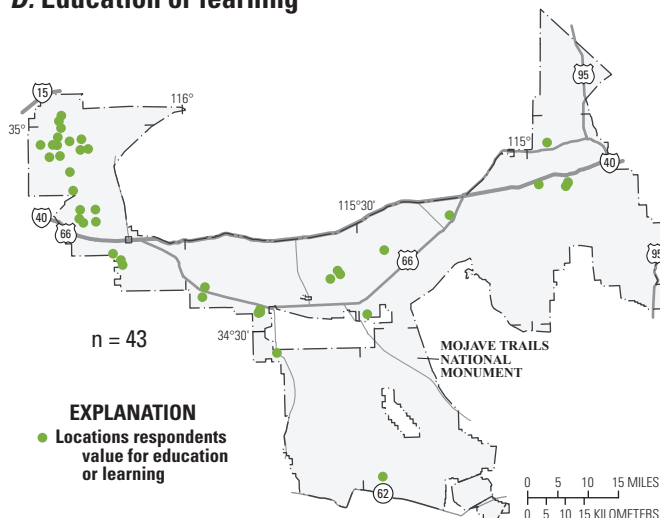 D. Education or learning
15
95
116°
35°
115°
40
115°30'
40
66
66
95
n = 43
34°30'
MOJAVE TRAILS
NATIONAL
MONUMENT
EXPLANATION
Locations respondents
value for education
or learning
62
0 5 10 15 MILES
0 5 10 15 KILOMETERS